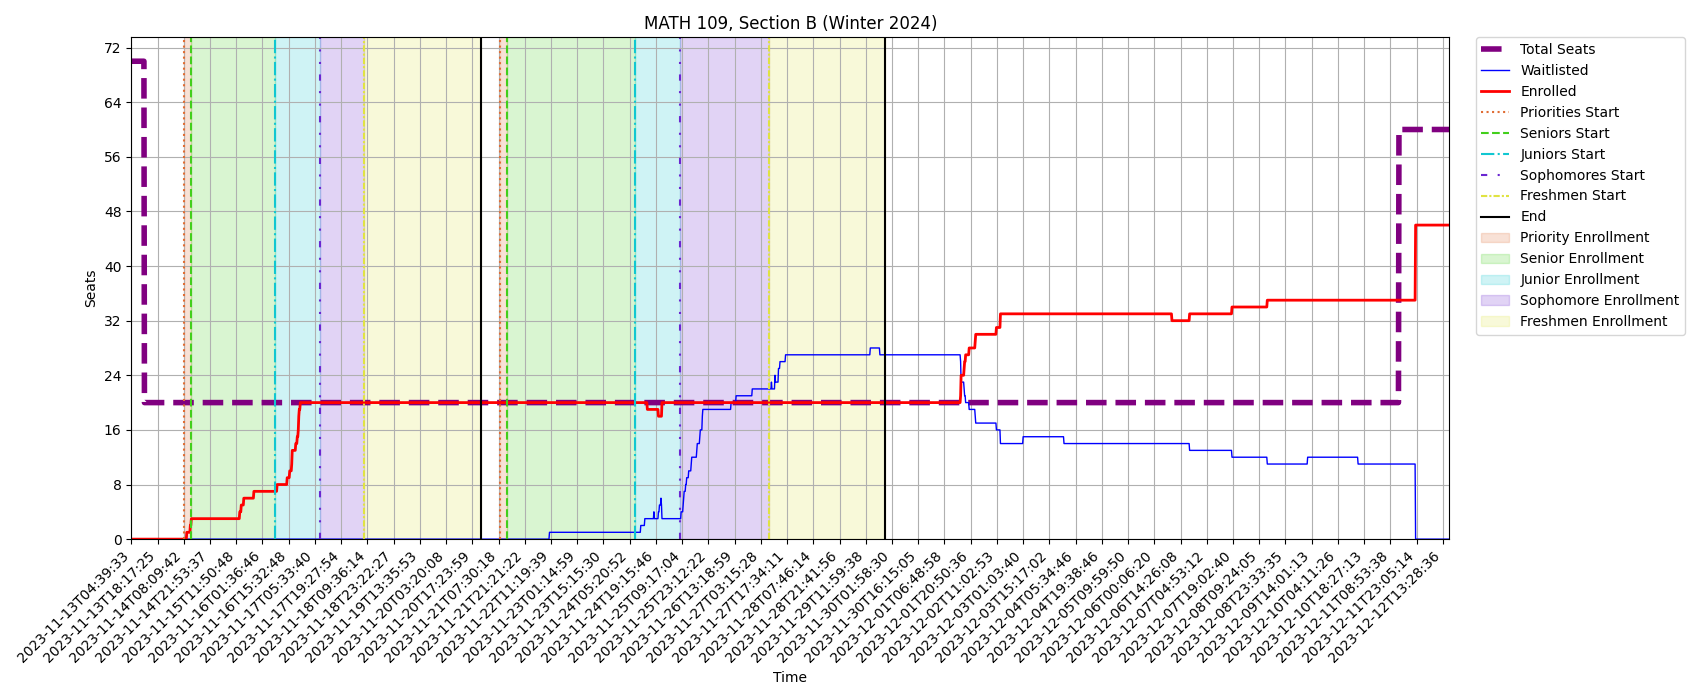 MATH 109, Section B (Winter 2024)
Seats
72
64
56
48
40
32
24
16
8
0
2023-11-13T04:39:33
2023-11-13T18:17:25
2023-11-14T08:09:42
2023-11-14T21:53:37
2023-11-15T11:50:48
2023-11-16T01:36:46
2023-11-16T15:32:48
2023-11-17T05:33:40
2023-11-17T19:27:54
2023-11-18T09:36:14
2023-11-18T23:22:27
2023-11-19T13:35:53
2023-11-20T03:20:08
2023-11-20T17:23:59
2023-11-21T07:30:18
2023-11-21T21:21:22
2023-11-22T11:19:39
2023-11-23T01:14:59
2023-11-23T15:15:30
2023-11-24T05:20:52
2023-11-24T19:15:46
2023-11-25T09:17:04
2023-11-25T23:12:22
2023-11-26T13:18:59
2023-11-27T03:15:28
2023-11-27T17:34:11
2023-11-28T07:46:14
2023-11-28T21:41:56
2023-11-29T11:59:38
2023-11-30T01:58:30
2023-11-30T16:15:05
2023-12-01T06:48:58
2023-12-01T20:50:36
2023-12-02T11:02:53
2023-12-03T01:03:40
2023-12-03T15:17:02
2023-12-04T05:34:46
2023-12-04T19:38:46
2023-12-05T09:59:50
2023-12-06T00:06:20
2023-12-06T14:26:08
2023-12-07T04:53:12
2023-12-07T19:02:40
2023-12-08T09:24:05
2023-12-08T23:33:35
2023-12-09T14:01:13
2023-12-10T04:11:26
2023-12-10T18:27:13
2023-12-11T08:53:38
2023-12-11T23:05:14
2023-12-12T13:28:36
Time
Total Seats
Waitlisted
Enrolled
Priorities Start
Seniors Start
Juniors Start
Sophomores Start
Freshmen Start
End
Priority Enrollment
Senior Enrollment
Junior Enrollment
Sophomore Enrollment
Freshmen Enrollment